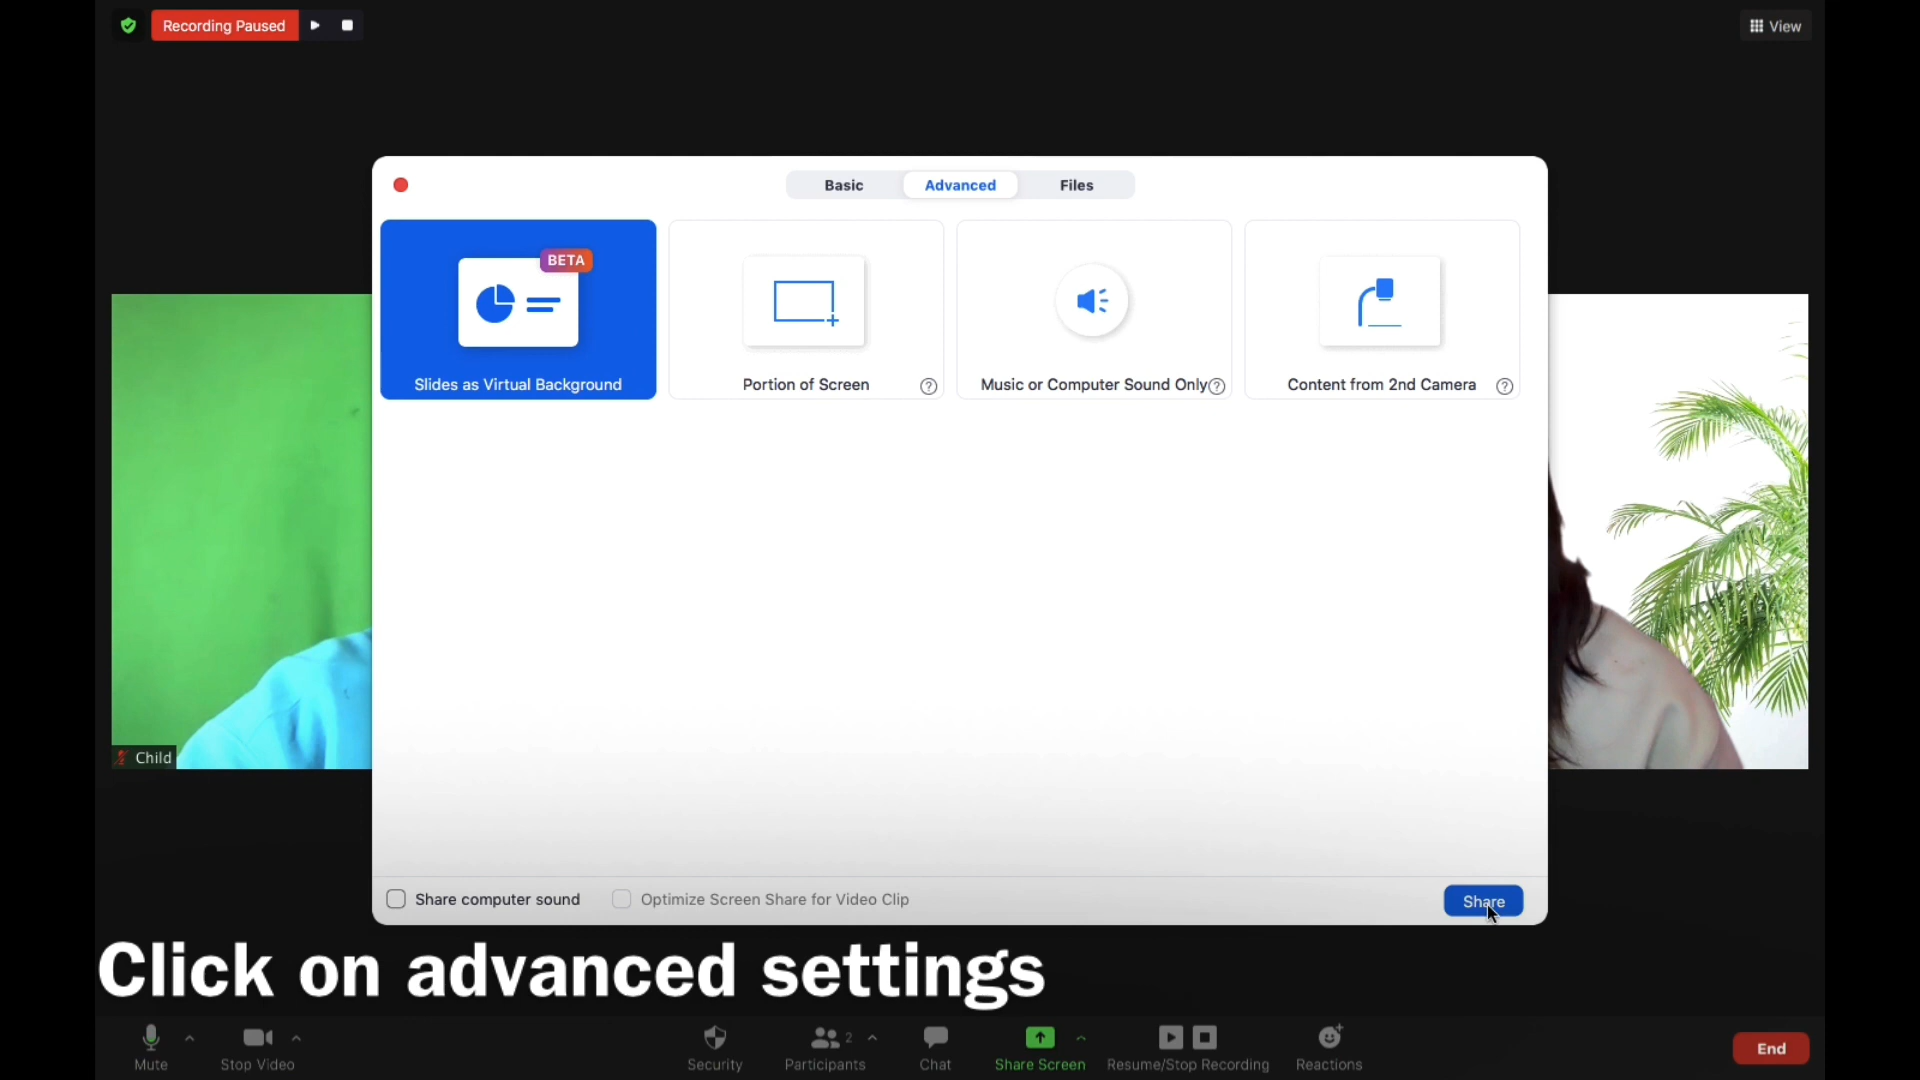 Recording Paused
View
Basic
Advanced
Files
BETA
Slides as Virtual Background
Portion of Screen
?
Music or Computer Sound Only
?
Content from 2nd Camera
?
Child
Share computer sound
Optimize Screen Share for Video Clip
Share
Click on advanced settings
Mute
Stop Video
Security
2
Participants
Chat
Share Screen
Resume/Stop Recording
Reactions
End